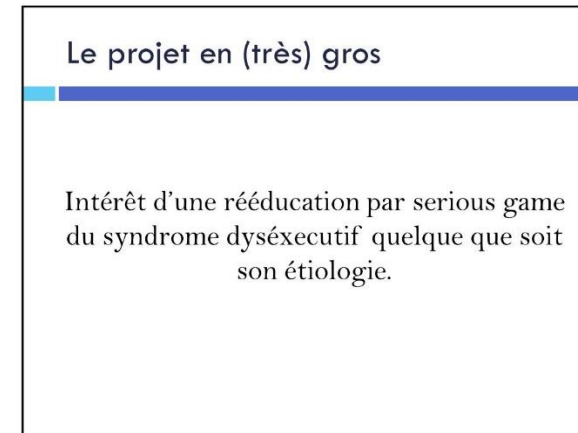 Le projet en (très) gros
Intérêt d'une rééducation par serious game
du syndrome dyséxecutif quelque que soit
son étiologie.